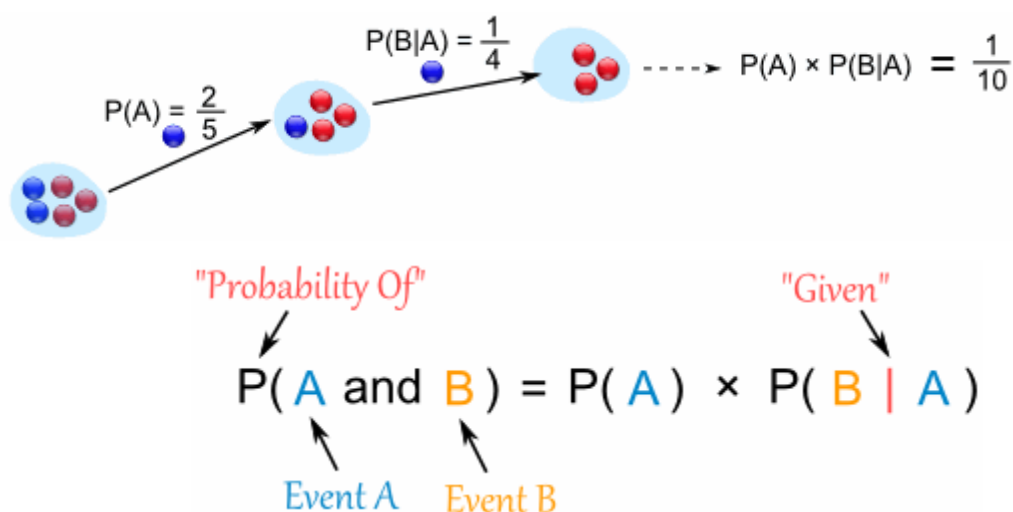 P(B|A) = 1/4
P(A) × P(B|A) = 1/10
P(A) = 2/5
"Probability Of"
"Given"
P( A and B ) = P( A ) × P( B | A )
Event A
Event B